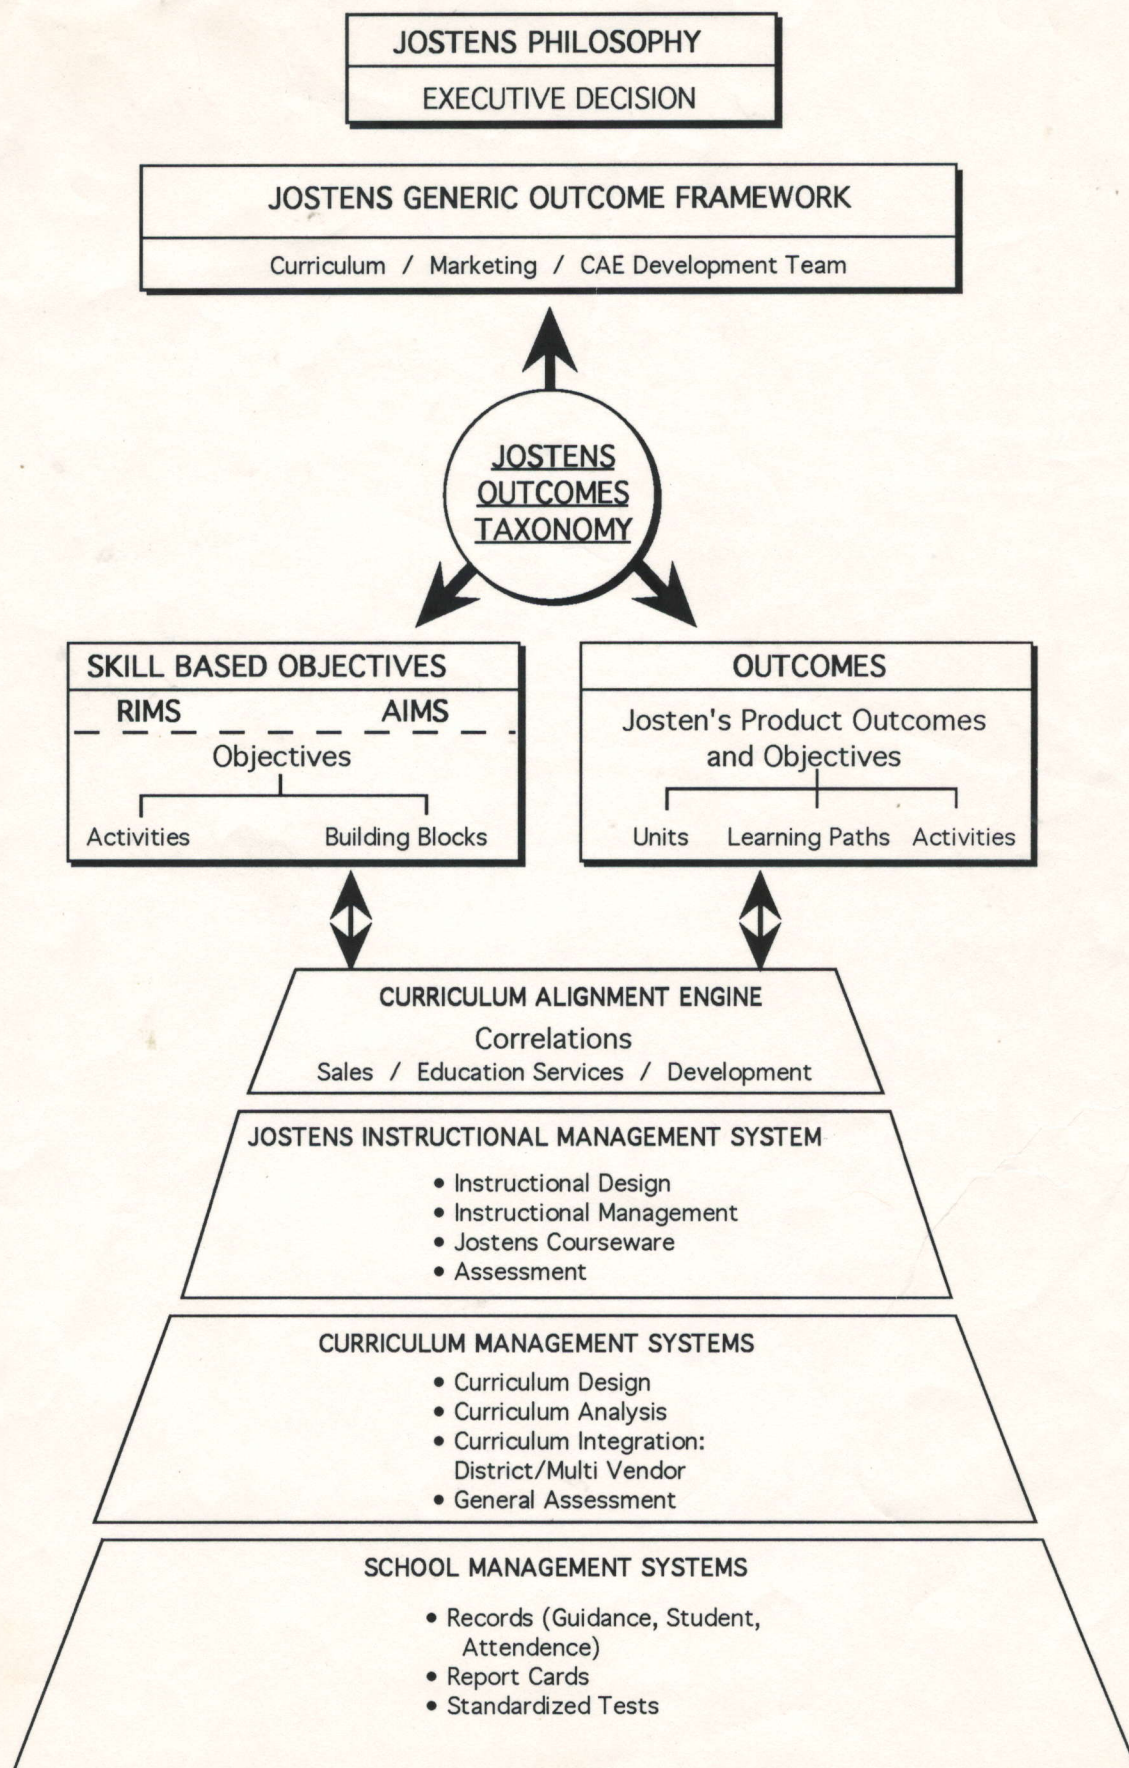 JOSTENS PHILOSOPHY
EXECUTIVE DECISION
JOSTENS GENERIC OUTCOME FRAMEWORK
Curriculum / Marketing / CAE Development Team
JOSTENS
OUTCOMES
TAXONOMY
SKILL BASED OBJECTIVES
RIMS AIMS
Objectives
Activities Building Blocks
OUTCOMES
Josten's Product Outcomes
and Objectives
Units Learning Paths Activities
CURRICULUM ALIGNMENT ENGINE
Correlations
Sales / Education Services / Development
JOSTENS INSTRUCTIONAL MANAGEMENT SYSTEM
• Instructional Design
• Instructional Management
• Jostens Courseware
• Assessment
CURRICULUM MANAGEMENT SYSTEMS
• Curriculum Design
• Curriculum Analysis
• Curriculum Integration:
District/Multi Vendor
• General Assessment
SCHOOL MANAGEMENT SYSTEMS
• Records (Guidance, Student,
Attendence)
• Report Cards
• Standardized Tests